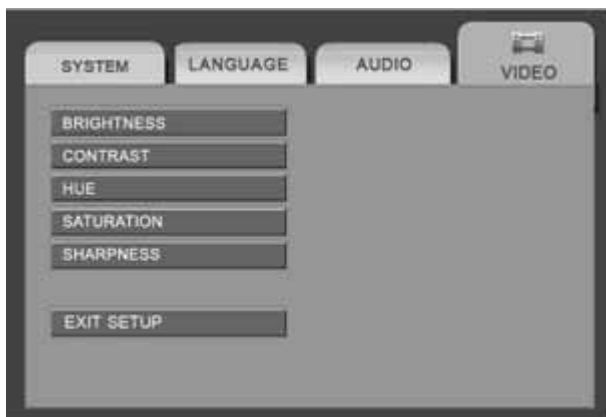 SYSTEM LANGUAGE AUDIO VIDEO
BRIGHTNESS
CONTRAST
HUE
SATURATION
SHARPNESS
EXIT SETUP